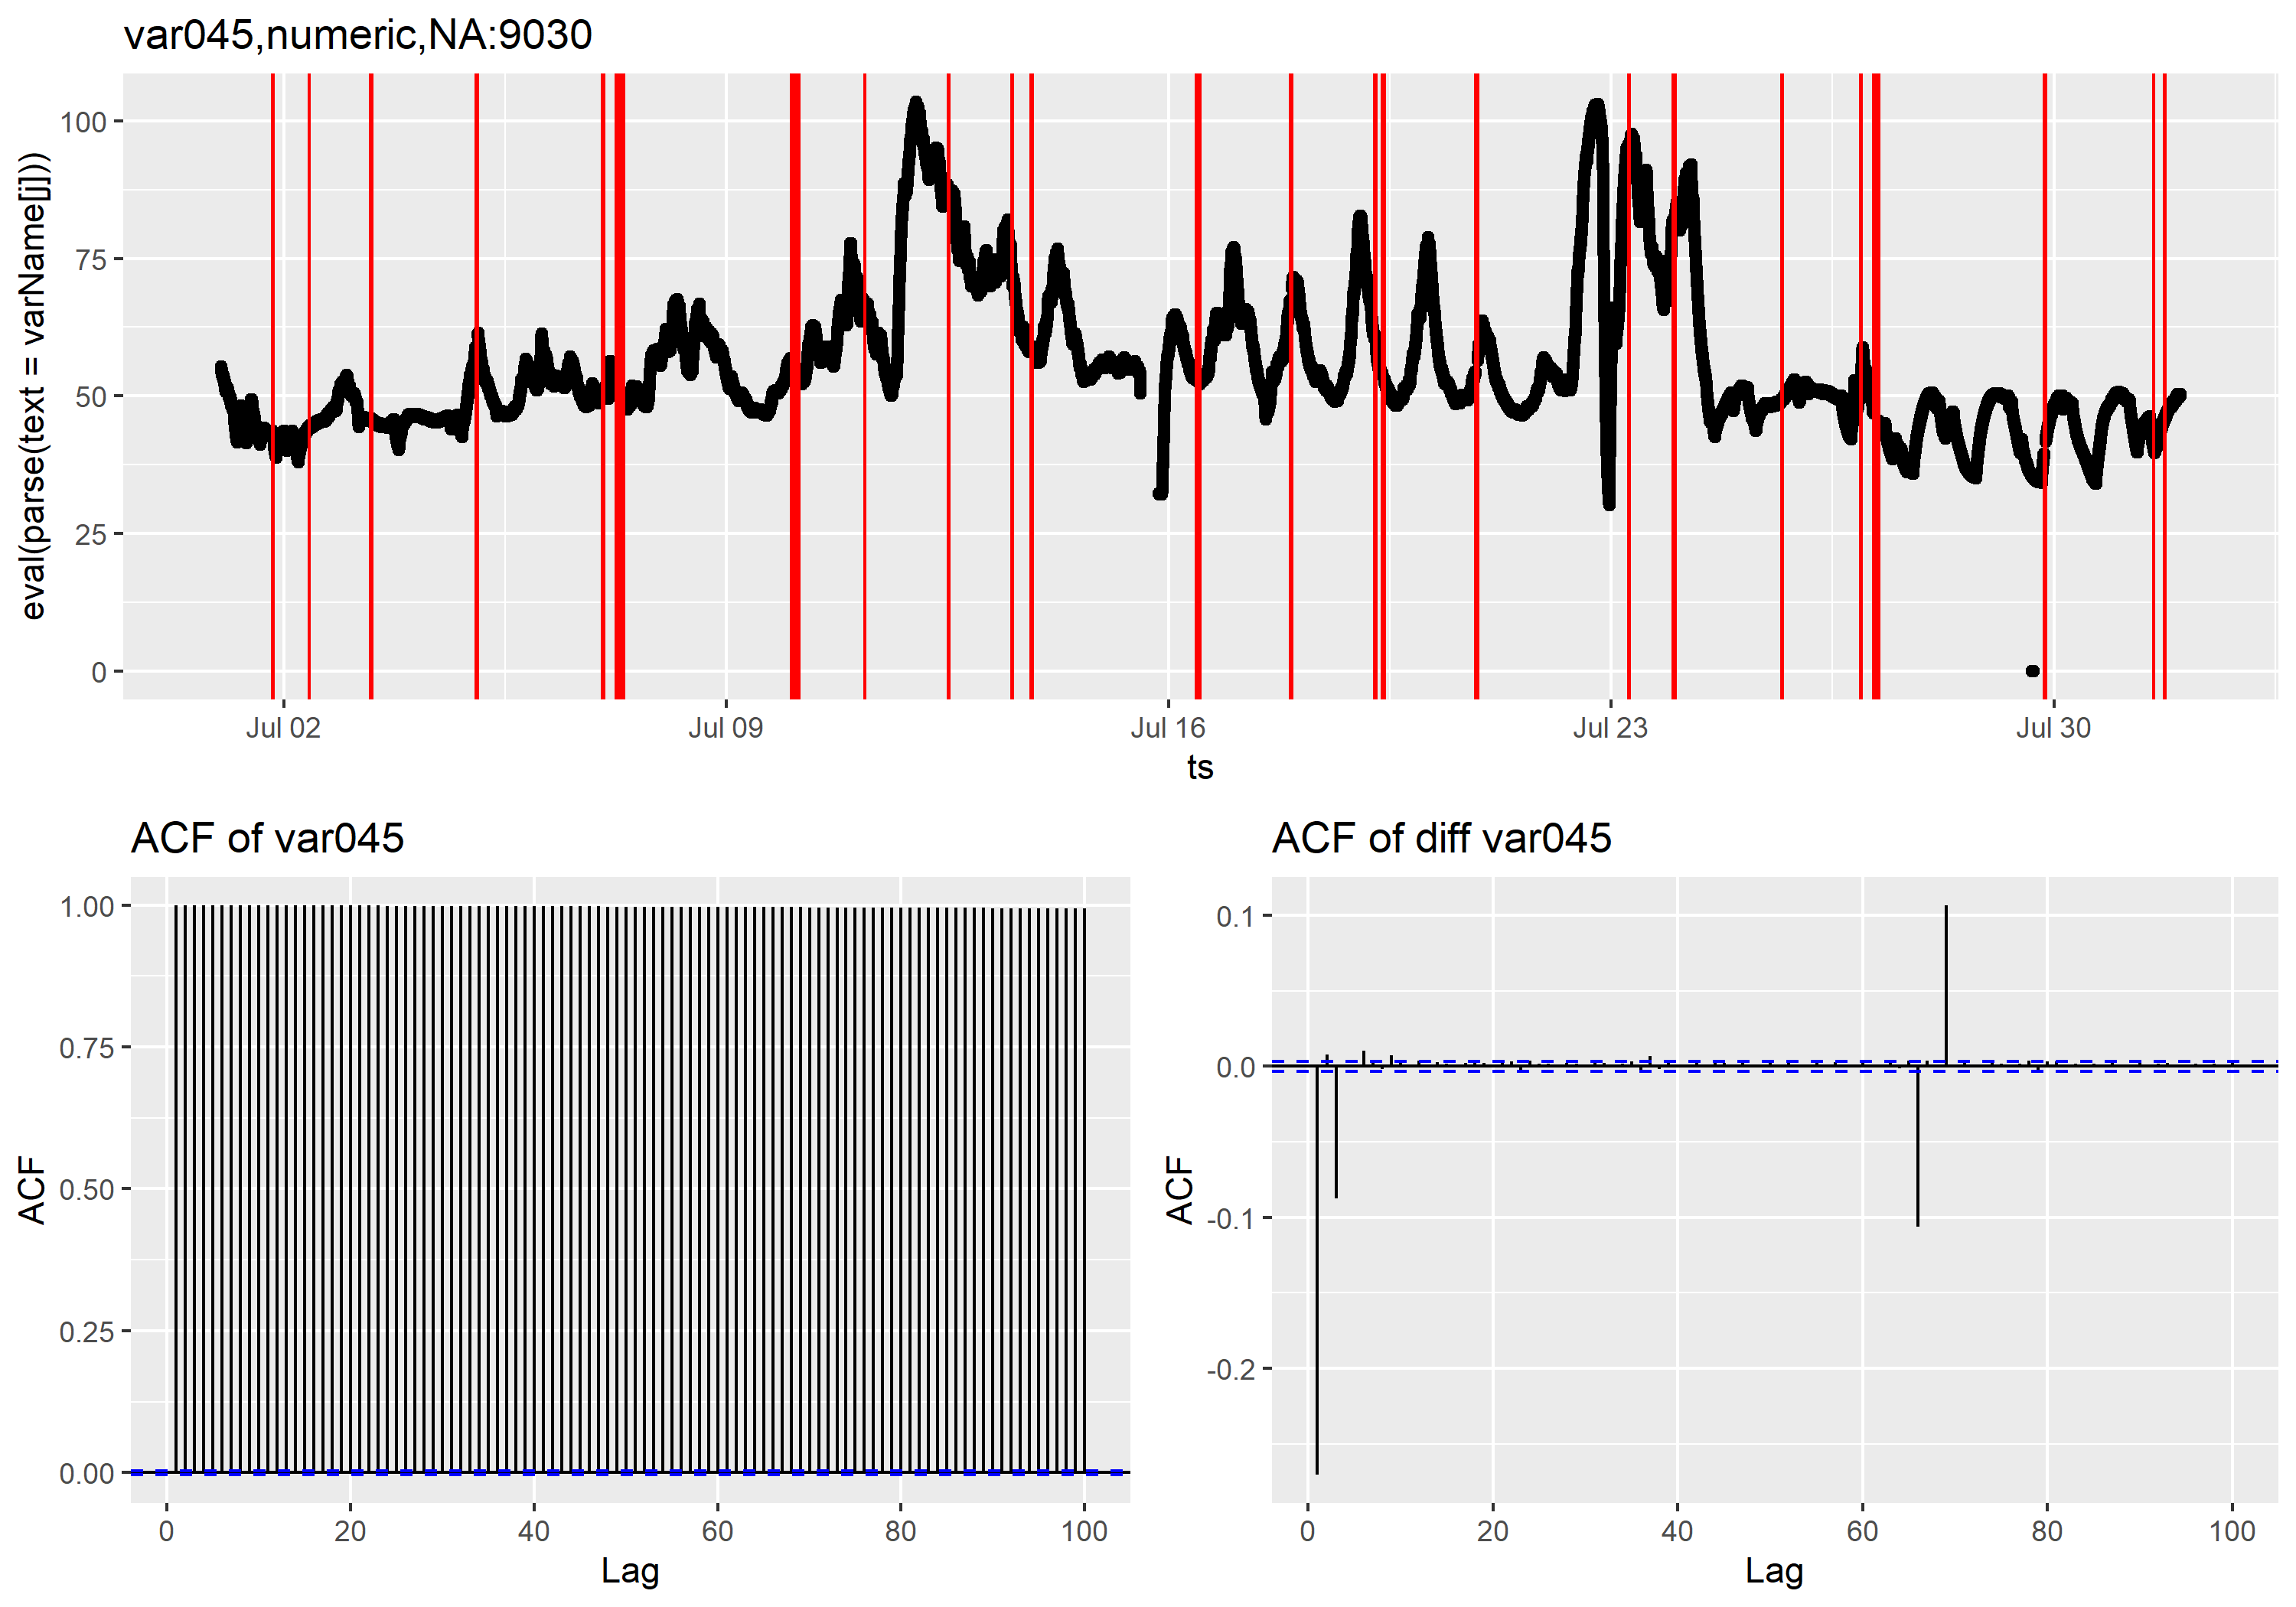 var045,numeric,NA:9030
eval(parse(text = varName[j]))
100
75
50
25
0
Jul 02
Jul 09
Jul 16
Jul 23
Jul 30
ts
ACF of var045
ACF
1.00
0.75
0.50
0.25
0.00
0
20
40
60
80
100
Lag
ACF of diff var045
ACF
0.1
0.0
-0.1
-0.2
0
20
40
60
80
100
Lag